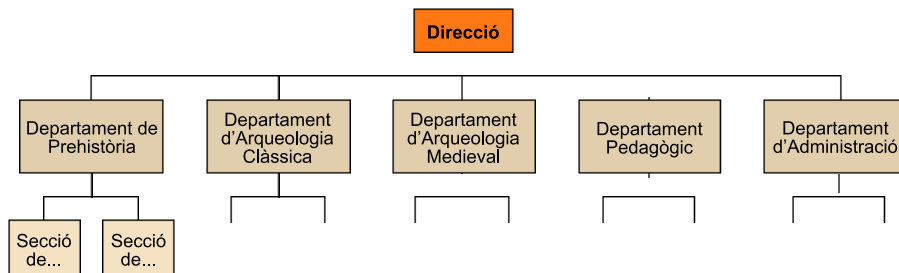 Direcció
Departament de
Prehistòria
Departament
d'Arqueologia
Clàssica
Departament
d'Arqueologia
Medieval
Departament
Pedagògic
Departament
d'Administració
Secció
de...
Secció
de...